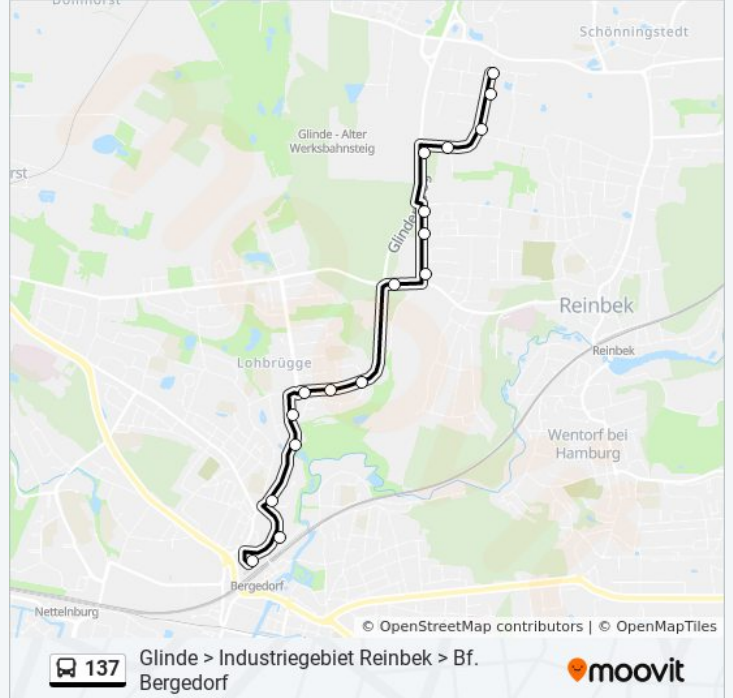 Schönningstedt
Glinde - Alter
Werksbahnsteig
rst
Reinbek
Reinbek
Lohbrügge
Wentorf bei
Hamburg
Bergedorf
Nettelnburg
© OpenStreetMap contributors | © OpenMapTiles
137
Glinde > Industriegebiet Reinbek > Bf.
Bergedorf
moovit